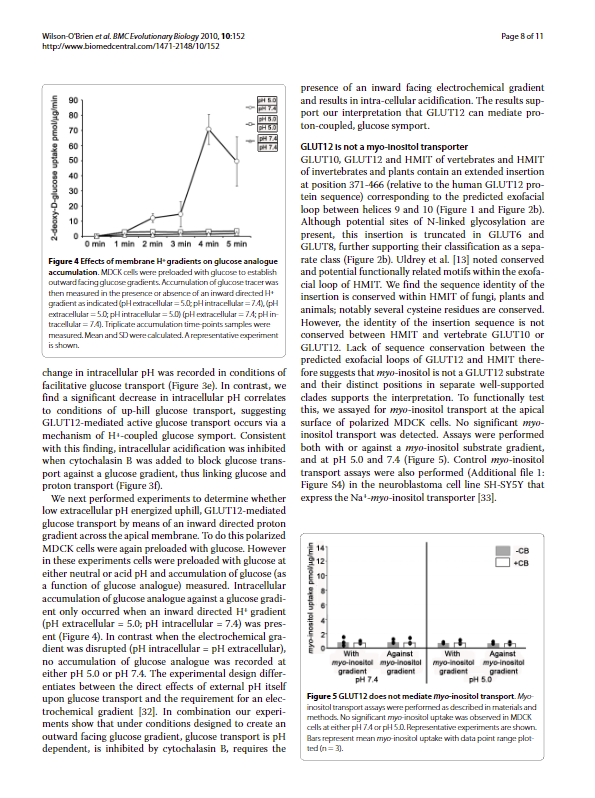 Wilson-O'Brien et al. BMC Evolutionary Biology 2010, 10:152
http://www.biomedcentral.com/1471-2148/10/152
Page 8 of 11
2-deoxy-D-glucose uptake pmol/µg/min
90
80
70
60
50
40
30
20
10
0
0 min 1 min 2 min 3 min 4 min 5 min
pH 5.0
pH 7.4
pH 5.0
pH 5.0
pH 7.4
pH 7.4
Figure 4 Effects of membrane H+ gradients on glucose analogue
accumulation. MDCK cells were preloaded with glucose to establish
outward facing glucose gradients. Accumulation of glucose tracer was
then measured in the presence or absence of an inward directed H+
gradient as indicated (pH extracellular = 5.0; pH intracellular = 7.4), (pH
extracellular = 5.0; pH intracellular = 5.0) (pH extracellular = 7.4; pH in-
tracellular = 7.4). Triplicate accumulation time-points samples were
measured. Mean and SD were calculated. A representative experiment
is shown.
change in intracellular pH was recorded in conditions of
facilitative glucose transport (Figure 3e). In contrast, we
find a significant decrease in intracellular pH correlates
to conditions of up-hill glucose transport, suggesting
GLUT12-mediated active glucose transport occurs via a
mechanism of H+-coupled glucose symport. Consistent
with this finding, intracellular acidification was inhibited
when cytochalasin B was added to block glucose trans-
port against a glucose gradient, thus linking glucose and
proton transport (Figure 3f).
We next performed experiments to determine whether
low extracellular pH energized uphill, GLUT12-mediated
glucose transport by means of an inward directed proton
gradient across the apical membrane. To do this polarized
MDCK cells were again preloaded with glucose. However
in these experiments cells were preloaded with glucose at
either neutral or acid pH and accumulation of glucose (as
a function of glucose analogue) measured. Intracellular
accumulation of glucose analogue against a glucose gradi-
ent only occurred when an inward directed H+ gradient
(pH extracellular = 5.0; pH intracellular = 7.4) was pres-
ent (Figure 4). In contrast when the electrochemical gra-
dient was disrupted (pH intracellular = pH extracellular),
no accumulation of glucose analogue was recorded at
either pH 5.0 or pH 7.4. The experimental design differ-
entiates between the direct effects of external pH itself
upon glucose transport and the requirement for an elec-
trochemical gradient [32]. In combination our experi-
ments show that under conditions designed to create an
outward facing glucose gradient, glucose transport is pH
dependent, is inhibited by cytochalasin B, requires the
presence of an inward facing electrochemical gradient
and results in intra-cellular acidification. The results sup-
port our interpretation that GLUT12 can mediate pro-
ton-coupled, glucose symport.
GLUT12 is not a myo-inositol transporter
GLUT10, GLUT12 and HMIT of vertebrates and HMIT
of invertebrates and plants contain an extended insertion
at position 371-466 (relative to the human GLUT12 pro-
tein sequence) corresponding to the predicted exofacial
loop between helices 9 and 10 (Figure 1 and Figure 2b).
Although potential sites of N-linked glycosylation are
present, this insertion is truncated in GLUT6 and
GLUT8, further supporting their classification as a sepa-
rate class (Figure 2b). Uldrey et al. [13] noted conserved
and potential functionally related motifs within the exofa-
cial loop of HMIT. We find the sequence identity of the
insertion is conserved within HMIT of fungi, plants and
animals; notably several cysteine residues are conserved.
However, the identity of the insertion sequence is not
conserved between HMIT and vertebrate GLUT10 or
GLUT12. Lack of sequence conservation between the
predicted exofacial loops of GLUT12 and HMIT there-
fore suggests that myo-inositol is not a GLUT12 substrate
and their distinct positions in separate well-supported
clades supports the interpretation. To functionally test
this, we assayed for myo-inositol transport at the apical
surface of polarized MDCK cells. No significant myo-
inositol transport was detected. Assays were performed
both with or against a myo-inositol substrate gradient,
and at pH 5.0 and 7.4 (Figure 5). Control myo-inositol
transport assays were also performed (Additional file 1:
Figure S4) in the neuroblastoma cell line SH-SY5Y that
express the Na+-myo-inositol transporter [33].
myo-inositol uptake pmol/µg/min
14
12
10
8
6
4
2
0
-CB
+CB
With Against With Against
myo-inositol myo-inositol myo-inositol myo-inositol
gradient gradient gradient gradient
pH 7.4 pH 5.0
Figure 5 GLUT12 does not mediate myo-inositol transport. Myo-
inositol transport assays were performed as described in materials and
methods. No significant myo-inositol uptake was observed in MDCK
cells at either pH 7.4 or pH 5.0. Representative experiments are shown.
Bars represent mean myo-inositol uptake with data point range plot-
ted (n = 3).